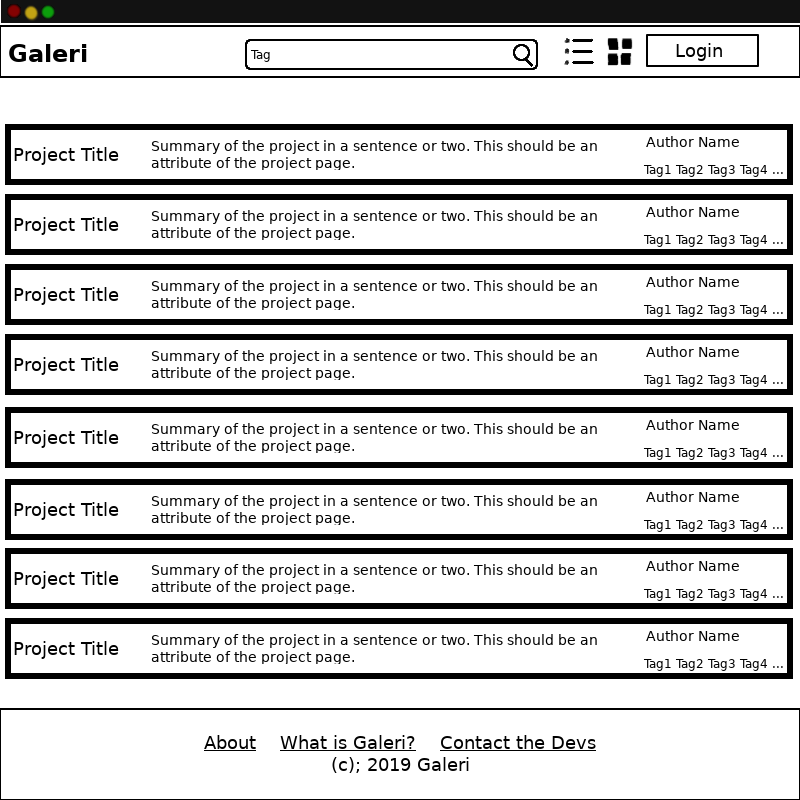 Galeri
Tag
Login
Project Title
Summary of the project in a sentence or two. This should be an
attribute of the project page.
Author Name
Tag1 Tag2 Tag3 Tag4 ...
Project Title
Summary of the project in a sentence or two. This should be an
attribute of the project page.
Author Name
Tag1 Tag2 Tag3 Tag4 ...
Project Title
Summary of the project in a sentence or two. This should be an
attribute of the project page.
Author Name
Tag1 Tag2 Tag3 Tag4 ...
Project Title
Summary of the project in a sentence or two. This should be an
attribute of the project page.
Author Name
Tag1 Tag2 Tag3 Tag4 ...
Project Title
Summary of the project in a sentence or two. This should be an
attribute of the project page.
Author Name
Tag1 Tag2 Tag3 Tag4 ...
Project Title
Summary of the project in a sentence or two. This should be an
attribute of the project page.
Author Name
Tag1 Tag2 Tag3 Tag4 ...
Project Title
Summary of the project in a sentence or two. This should be an
attribute of the project page.
Author Name
Tag1 Tag2 Tag3 Tag4 ...
Project Title
Summary of the project in a sentence or two. This should be an
attribute of the project page.
Author Name
Tag1 Tag2 Tag3 Tag4 ...
About What is Galeri? Contact the Devs
(c); 2019 Galeri